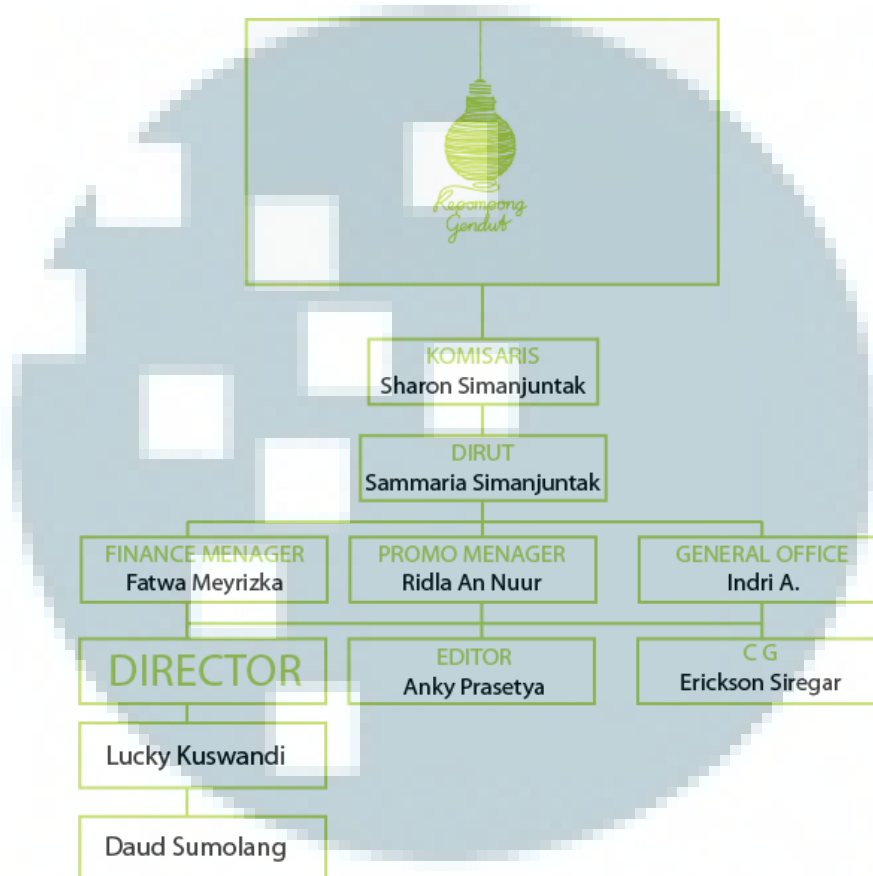 Kepompong
Gendut
KOMISARIS
Sharon Simanjuntak
DIRUT
Sammaria Simanjuntak
FINANCE MENAGER
Fatwa Meyrizka
PROMO MENAGER
Ridla An Nuur
GENERAL OFFICE
Indri A.
DIRECTOR
EDITOR
Anky Prasetya
C G
Erickson Siregar
Lucky Kuswandi
Daud Sumolang